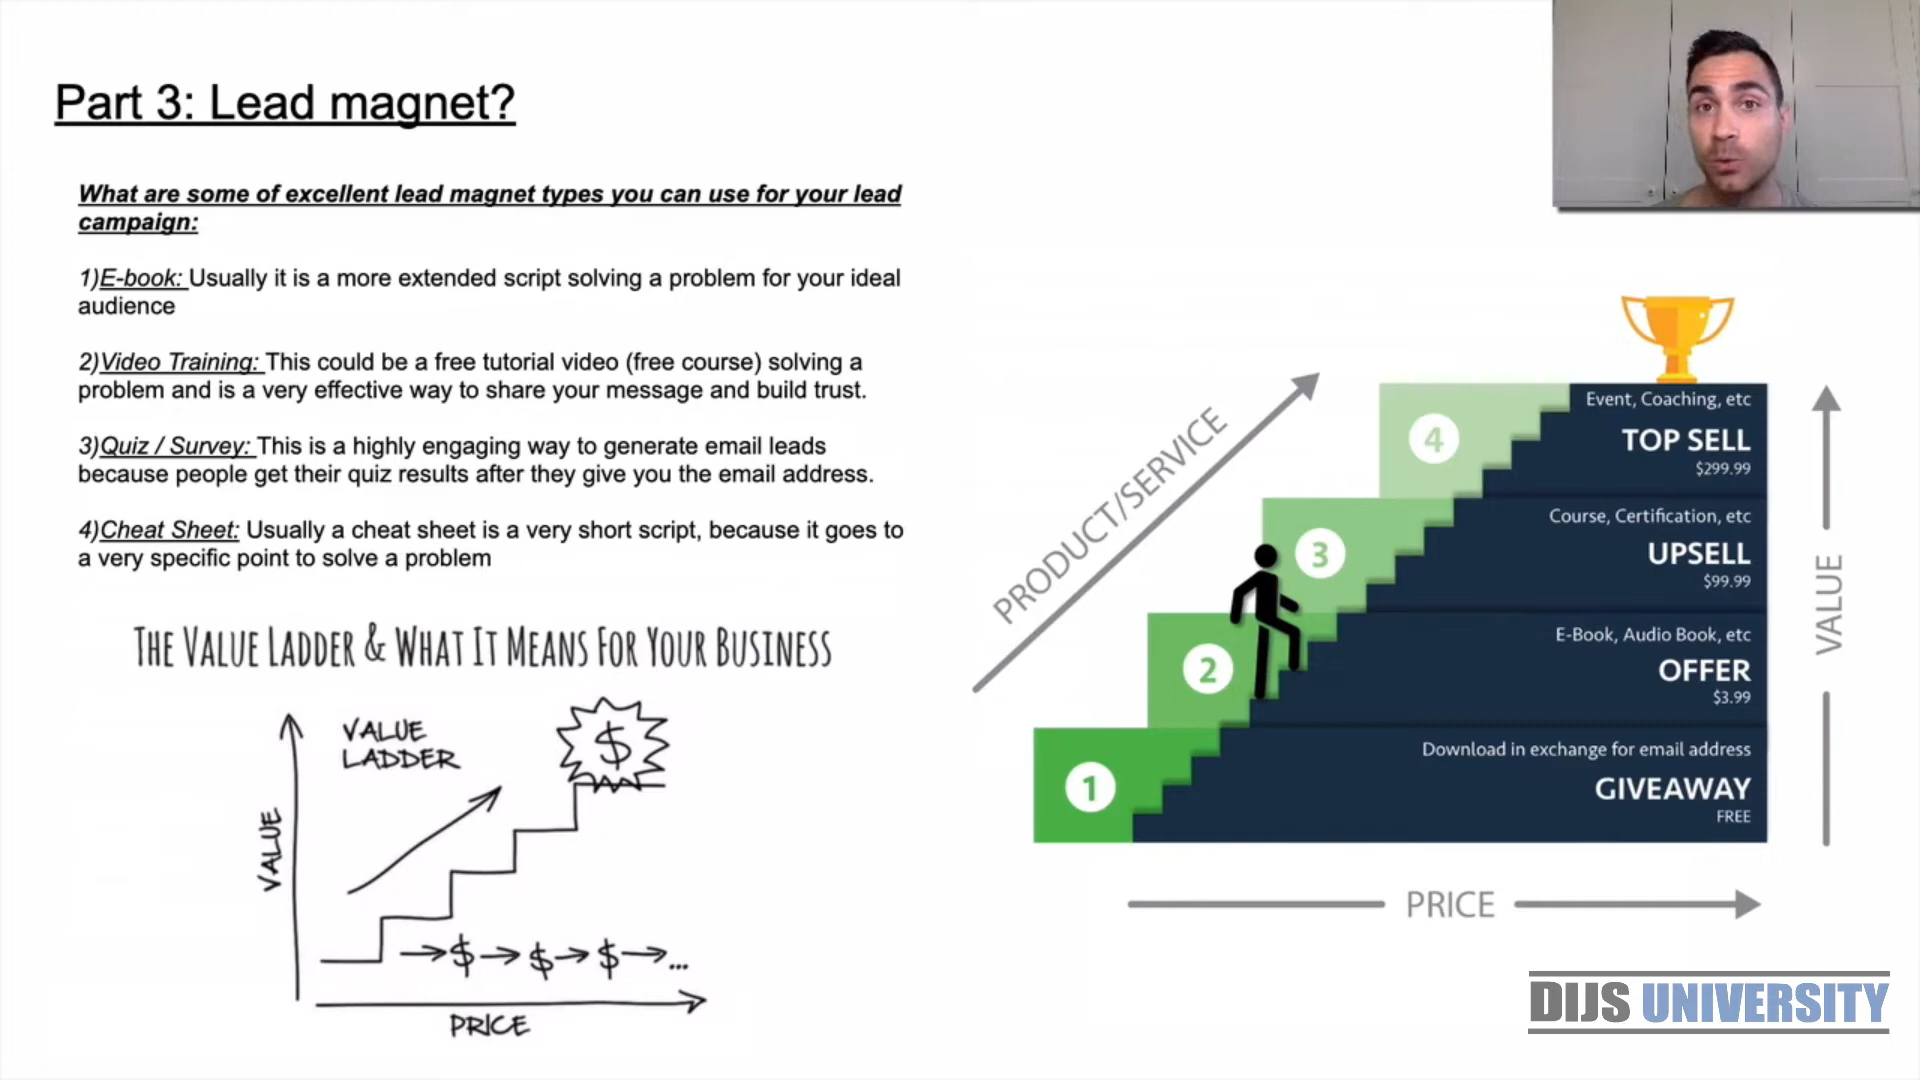 Part 3: Lead magnet?
What are some of excellent lead magnet types you can use for your lead
campaign:
1)E-book: Usually it is a more extended script solving a problem for your ideal
audience
2)Video Training: This could be a free tutorial video (free course) solving a
problem and is a very effective way to share your message and build trust.
3)Quiz / Survey: This is a highly engaging way to generate email leads
because people get their quiz results after they give you the email address.
4)Cheat Sheet: Usually a cheat sheet is a very short script, because it goes to
a very specific point to solve a problem
THE VALUE LADDER & WHAT IT MEANS FOR YOUR BUSINESS
VALUE
LADDER
$
VALUE
$ $ $ ...
PRICE
PRODUCT/SERVICE
4
Event, Coaching, etc
TOP SELL
$299.99
3
Course, Certification, etc
UPSELL
$99.99
2
E-Book, Audio Book, etc
OFFER
$3.99
1
Download in exchange for email address
GIVEAWAY
FREE
VALUE
PRICE
DIJS UNIVERSITY